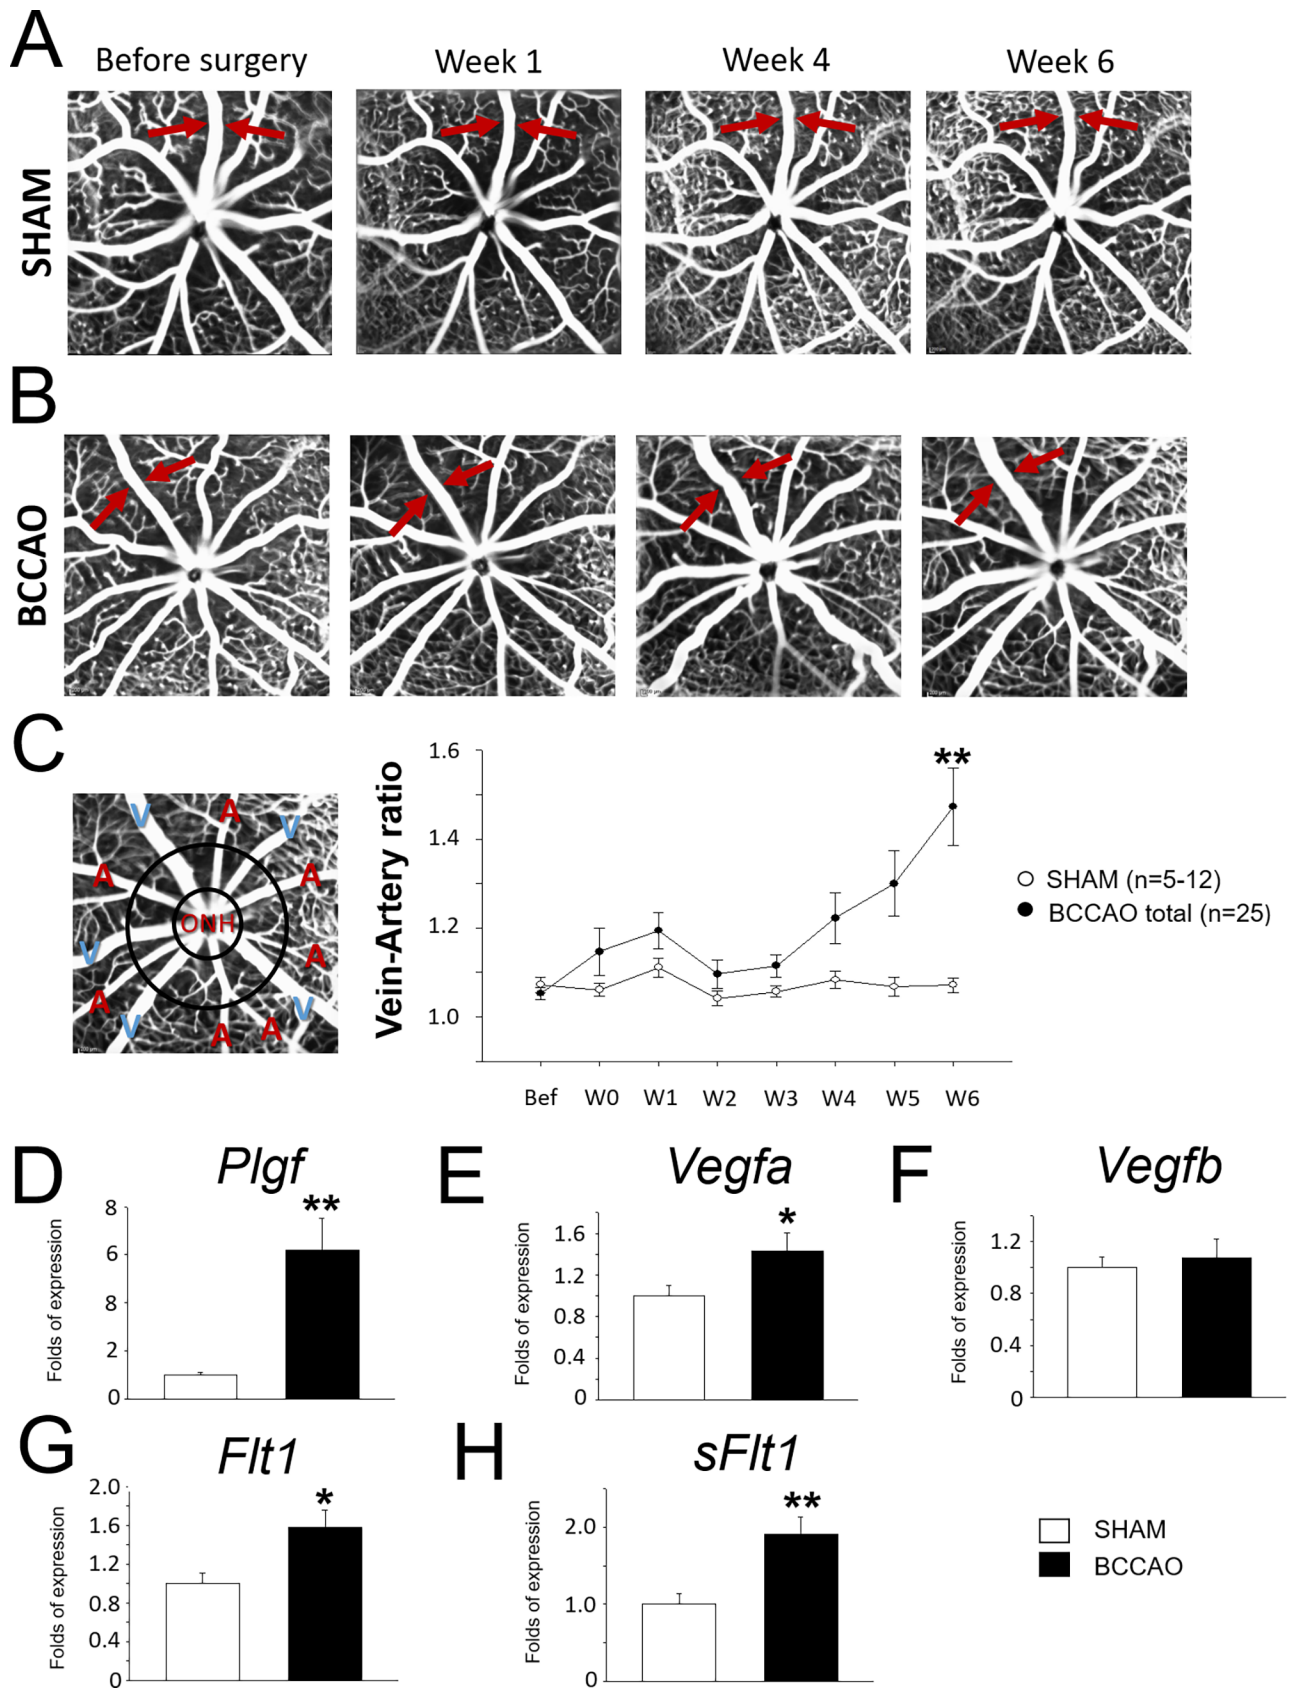 A
Before surgery
Week 1
Week 4
Week 6
SHAM
B
BCCAO
C
V
A
V
A
A
ONH
V
A
A
V
V
A
A
Vein-Artery ratio
1.6
1.4
1.2
1.0
**
Bef W0 W1 W2 W3 W4 W5 W6
SHAM (n=5-12)
BCCAO total (n=25)
D
Plgf
Folds of expression
8
6
8
2
0
**
E
Vegfa
Folds of expression
1.6
1.2
0.8
0.4
0
*
F
Vegfb
Folds of expression
1.2
0.8
0.4
0
G
Flt1
Folds of expression
2.0
1.6
1.2
0.8
0.4
0
*
H
sFlt1
Folds of expression
2.0
1.0
0
**
SHAM
BCCAO